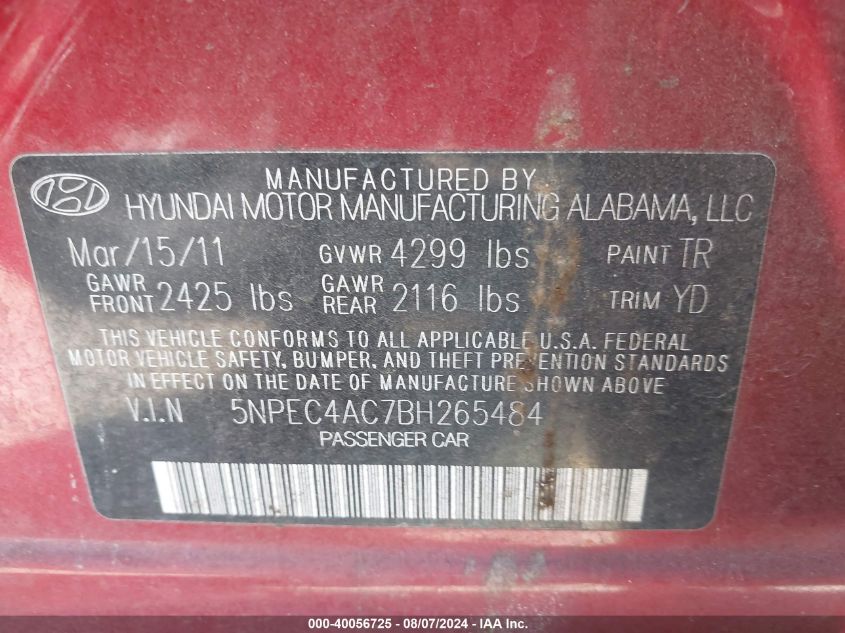 MANUFACTURED BY
HYUNDAI MOTOR MANUFACTURING ALABAMA, LLC
Mar/15/11 GVWR 4299 lbs PAINT TR
GAWR FRONT 2425 lbs GAWR REAR 2116 lbs TRIM YD
THIS VEHICLE CONFORMS TO ALL APPLICABLE U.S.A. FEDERAL
MOTOR VEHICLE SAFETY, BUMPER, AND THEFT PREVENTION STANDARDS
IN EFFECT ON THE DATE OF MANUFACTURE SHOWN ABOVE.
V.I.N 5NPEC4AC7BH265484
PASSENGER CAR
000-40056725 - 08/07/2024 - IAA Inc.